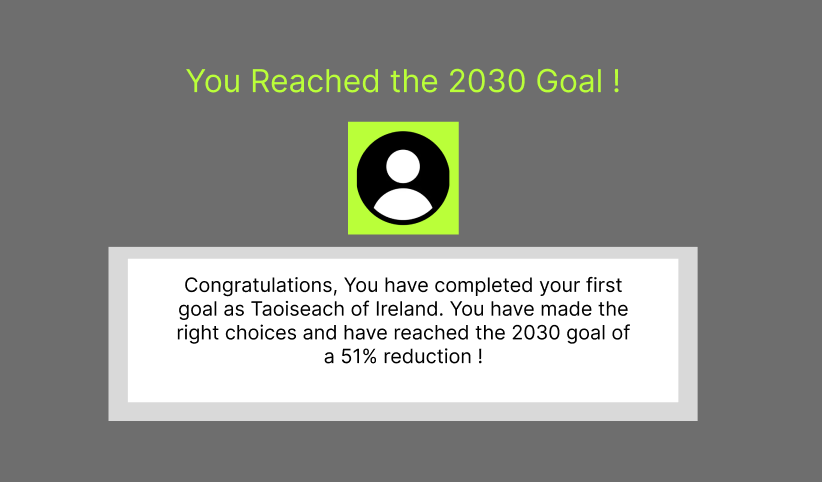 You Reached the 2030 Goal !
Congratulations, You have completed your first
goal as Taoiseach of Ireland. You have made the
right choices and have reached the 2030 goal of
a 51% reduction !